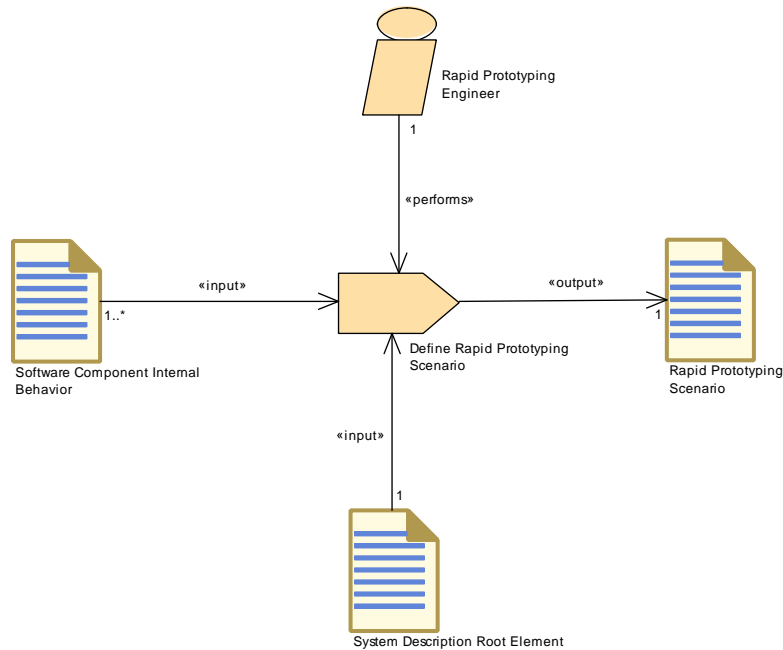 Rapid Prototyping
Engineer
1
«performs»
«input»
«output»
1..*
1
Define Rapid Prototyping
Scenario
Software Component Internal
Behavior
Rapid Prototyping
Scenario
«input»
1
System Description Root Element